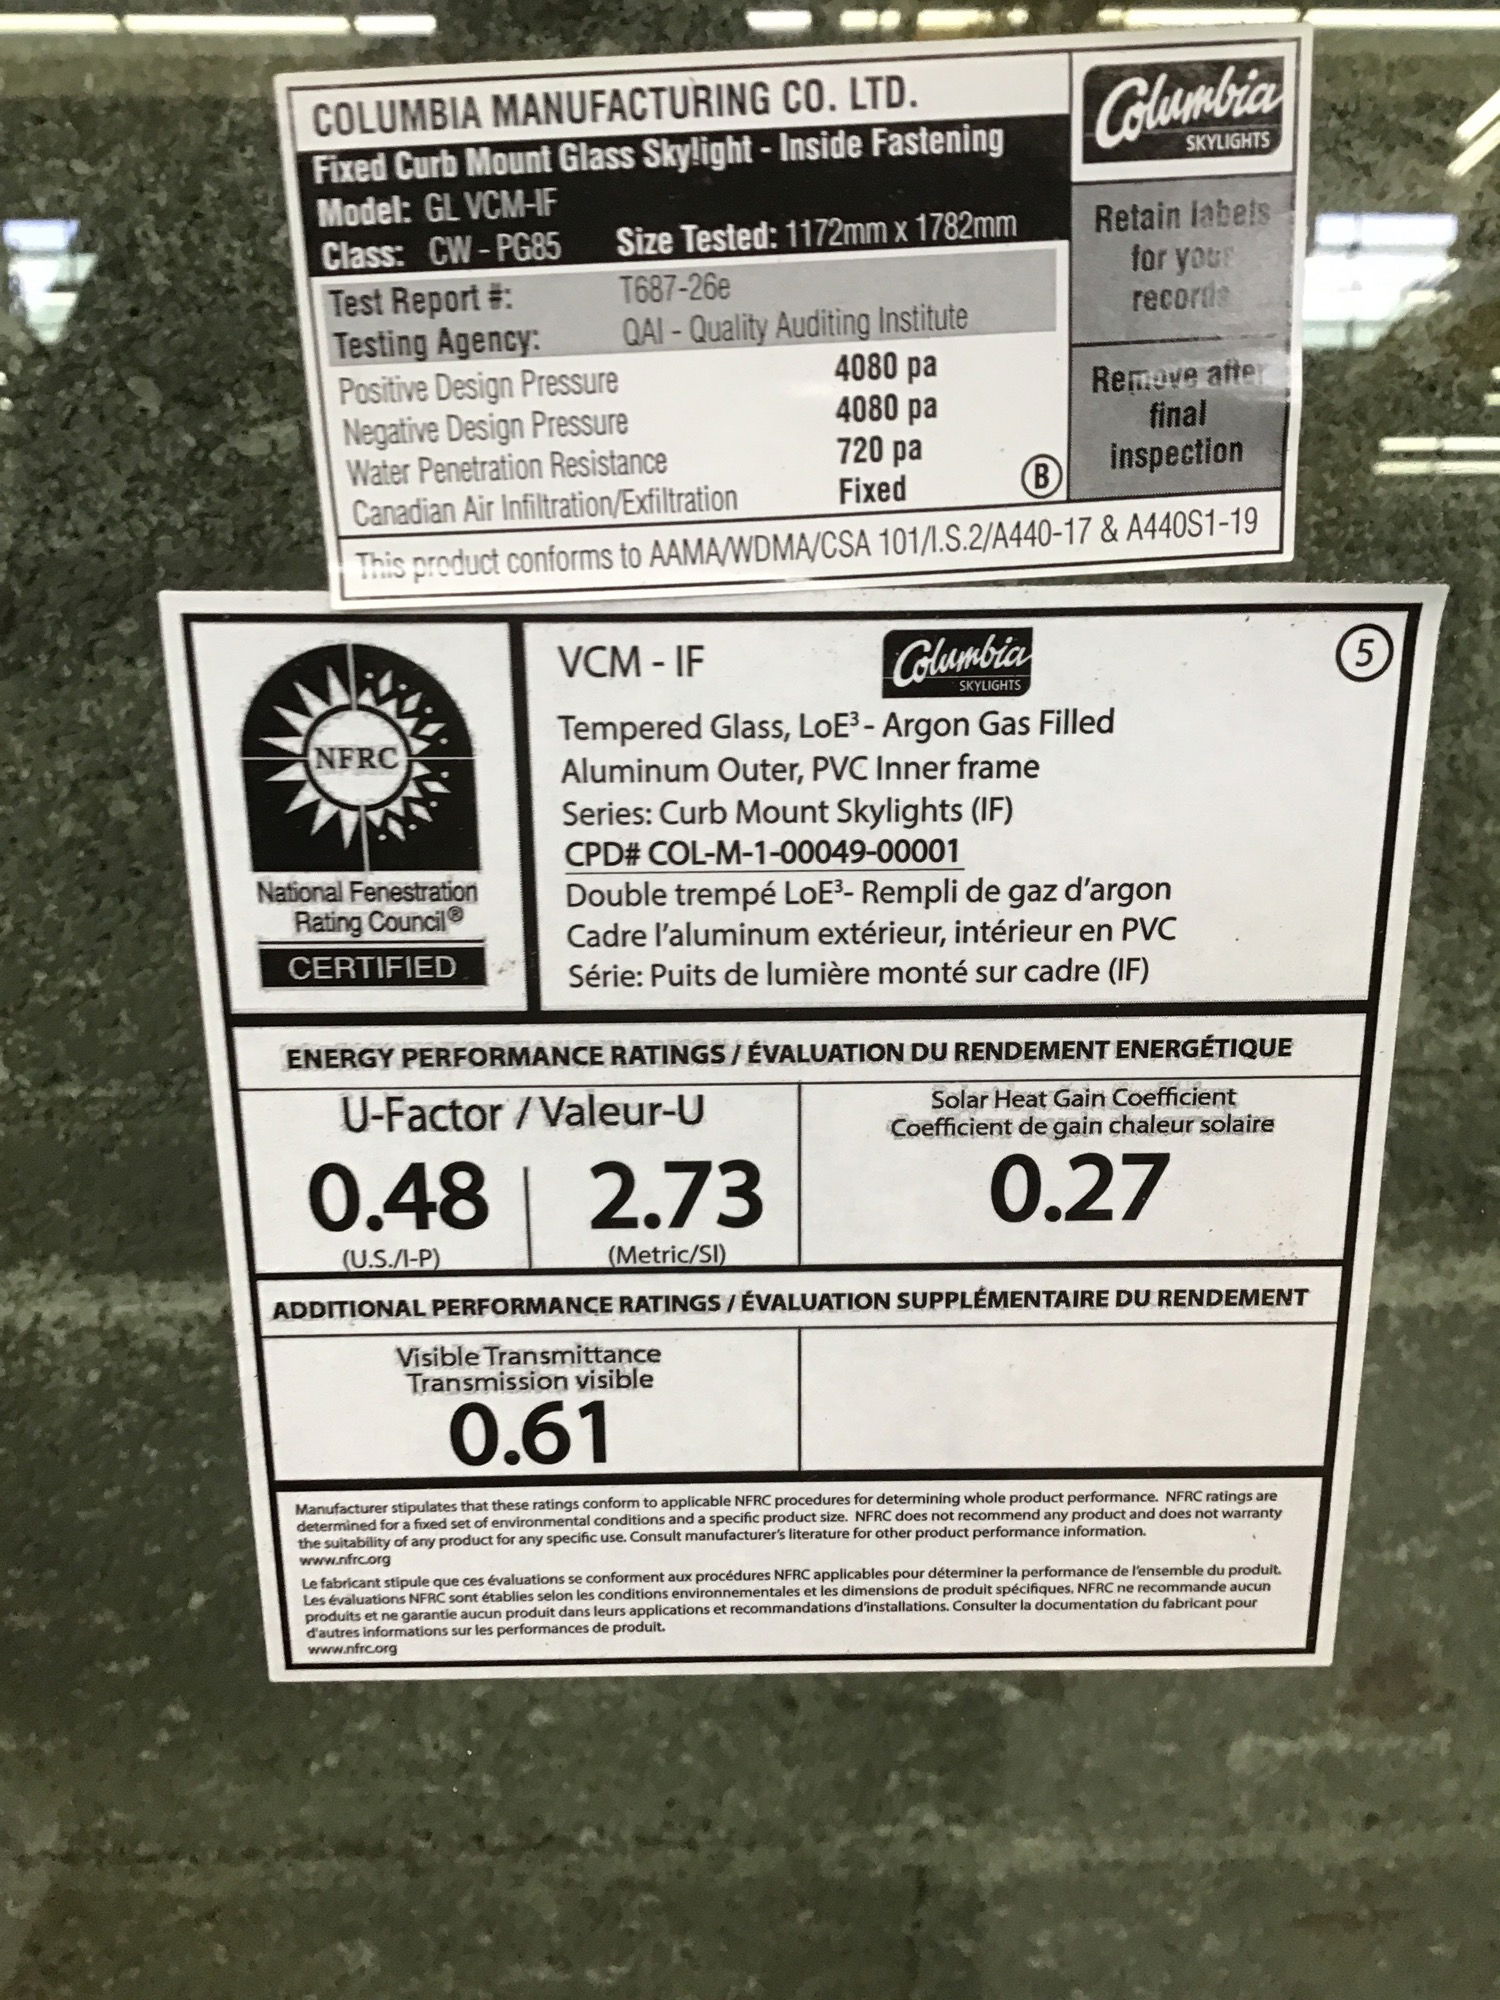 COLUMBIA MANUFACTURING CO. LTD.
Columbia
SKYLIGHTS
Fixed Curb Mount Glass Skylight - Inside Fastening
Model: GL VCM-IF
Class: CW - PG85 Size Tested: 1172mm x 1782mm
Test Report #: T687-26e
Testing Agency: QAI - Quality Auditing Institute
Positive Design Pressure 4080 pa
Negative Design Pressure 4080 pa
Water Penetration Resistance 720 pa
Canadian Air Infiltration/Exfiltration Fixed
B
Retain labels
for your
records
Remove after
final
inspection
This product conforms to AAMA/WDMA/CSA 101/I.S.2/A440-17 & A440S1-19
NFRC
National Fenestration
Rating Council®
CERTIFIED
VCM - IF
Columbia
SKYLIGHTS
5
Tempered Glass, LoE³ - Argon Gas Filled
Aluminum Outer, PVC Inner frame
Series: Curb Mount Skylights (IF)
CPD# COL-M-1-00049-00001
Double trempé LoE³- Rempli de gaz d'argon
Cadre l'aluminum extérieur, intérieur en PVC
Série: Puits de lumière monté sur cadre (IF)
ENERGY PERFORMANCE RATINGS / ÉVALUATION DU RENDEMENT ENERGÉTIQUE
U-Factor / Valeur-U
0.48 2.73
(U.S./I-P) (Metric/SI)
Solar Heat Gain Coefficient
Coefficient de gain chaleur solaire
0.27
ADDITIONAL PERFORMANCE RATINGS / ÉVALUATION SUPPLÉMENTAIRE DU RENDEMENT
Visible Transmittance
Transmission visible
0.61
Manufacturer stipulates that these ratings conform to applicable NFRC procedures for determining whole product performance. NFRC ratings are
determined for a fixed set of environmental conditions and a specific product size. NFRC does not recommend any product and does not warranty
the suitability of any product for any specific use. Consult manufacturer's literature for other product performance information.
www.nfrc.org
Le fabricant stipule que ces évaluations se conforment aux procédures NFRC applicables pour déterminer la performance de l'ensemble du produit.
Les évaluations NFRC sont établies selon les conditions environnementales et les dimensions de produit spécifiques. NFRC ne recommande aucun
produits et ne garantie aucun produit dans leurs applications et recommandations d'installations. Consulter la documentation du fabricant pour
d'autres informations sur les performances de produit.
www.nfrc.org